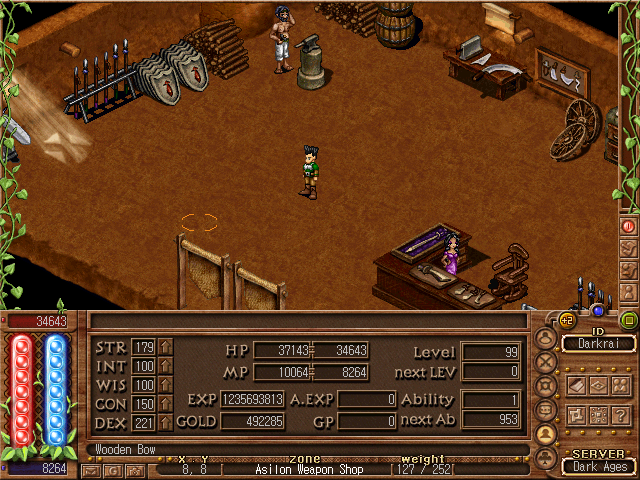 34643
+2
ID
Darkrai
STR 179 HP 37143 34643 Level 99
INT 100 MP 10064 8264 next LEV 0
WIS 100
CON 150 EXP 1235693813 A.EXP 0 Ability 1
DEX 221 GOLD 492285 GP 0 next Ab 953
Wooden Bow
x, y zone weight
8, 8 [ Asilon Weapon Shop [127 / 252[
8264
G
?
SERVER
Dark Ages